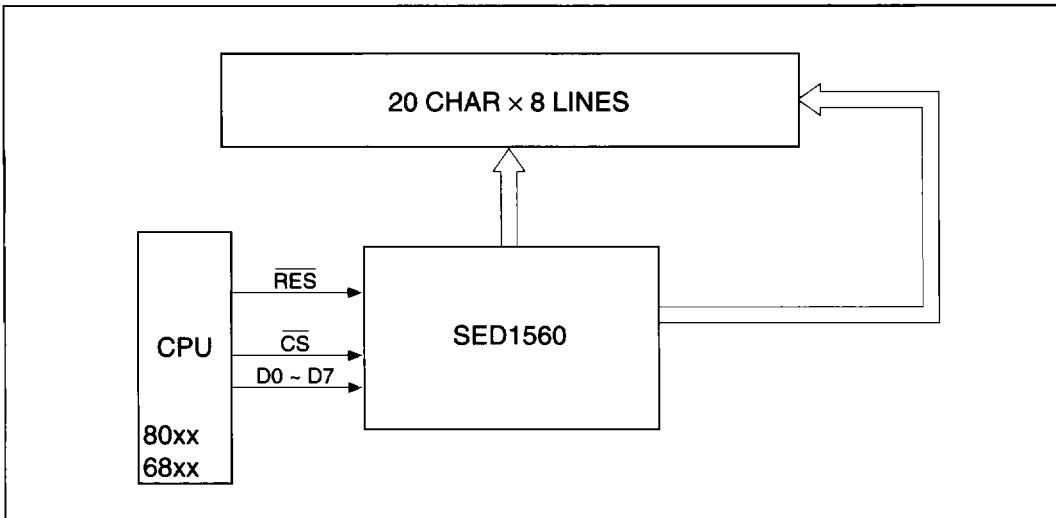 20 CHAR × 8 LINES
RES
CPU
CS
SED1560
D0 ~ D7
80xx
68xx